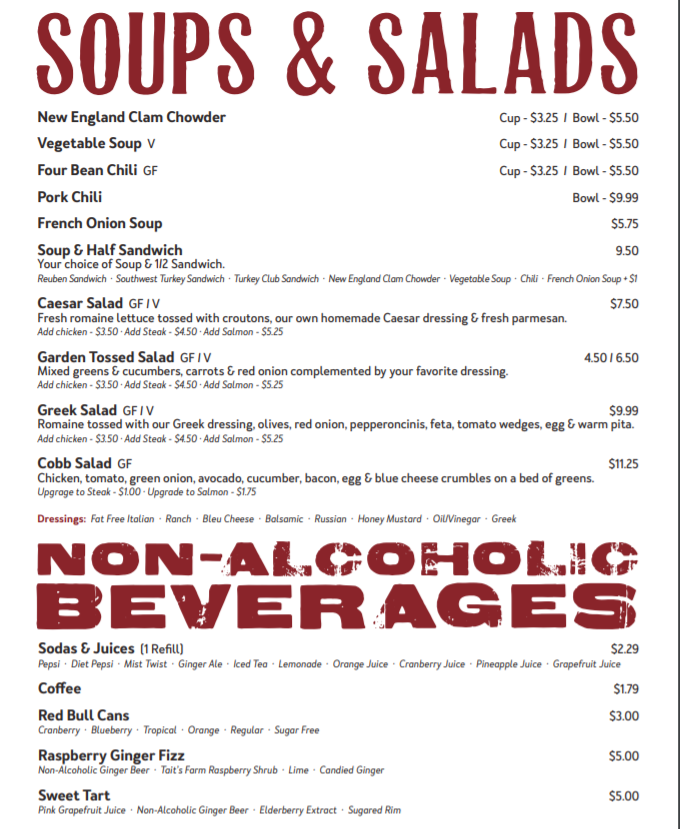 SOUPS & SALADS
New England Clam Chowder Cup - $3.25 / Bowl - $5.50
Vegetable Soup V Cup - $3.25 / Bowl - $5.50
Four Bean Chili GF Cup - $3.25 / Bowl - $5.50
Pork Chili Bowl - $9.99
French Onion Soup $5.75
Soup & Half Sandwich 9.50
Your choice of Soup & 1/2 Sandwich.
Reuben Sandwich · Southwest Turkey Sandwich · Turkey Club Sandwich · New England Clam Chowder · Vegetable Soup · Chili · French Onion Soup + $1
Caesar Salad GF / V $7.50
Fresh romaine lettuce tossed with croutons, our own homemade Caesar dressing & fresh parmesan.
Add chicken - $3.50 · Add Steak - $4.50 · Add Salmon - $5.25
Garden Tossed Salad GF / V 4.50 / 6.50
Mixed greens & cucumbers, carrots & red onion complemented by your favorite dressing.
Add chicken - $3.50 · Add Steak - $4.50 · Add Salmon - $5.25
Greek Salad GF / V $9.99
Romaine tossed with our Greek dressing, olives, red onion, pepperoncinis, feta, tomato wedges, egg & warm pita.
Add chicken - $3.50 · Add Steak - $4.50 · Add Salmon - $5.25
Cobb Salad GF $11.25
Chicken, tomato, green onion, avocado, cucumber, bacon, egg & blue cheese crumbles on a bed of greens.
Upgrage to Steak - $1.00 · Upgrade to Salmon - $1.75
Dressings: Fat Free Italian · Ranch · Bleu Cheese · Balsamic · Russian · Honey Mustard · Oil/Vinegar · Greek
NON-ALCOHOLIC
BEVERAGES
Sodas & Juices (1 Refill) $2.29
Pepsi · Diet Pepsi · Mist Twist · Ginger Ale · Iced Tea · Lemonade · Orange Juice · Cranberry Juice · Pineapple Juice · Grapefruit Juice
Coffee $1.79
Red Bull Cans $3.00
Cranberry · Blueberry · Tropical · Orange · Regular · Sugar Free
Raspberry Ginger Fizz $5.00
Non-Alcoholic Ginger Beer · Tait's Farm Raspberry Shrub · Lime · Candied Ginger
Sweet Tart $5.00
Pink Grapefruit Juice · Non-Alcoholic Ginger Beer · Elderberry Extract · Sugared Rim